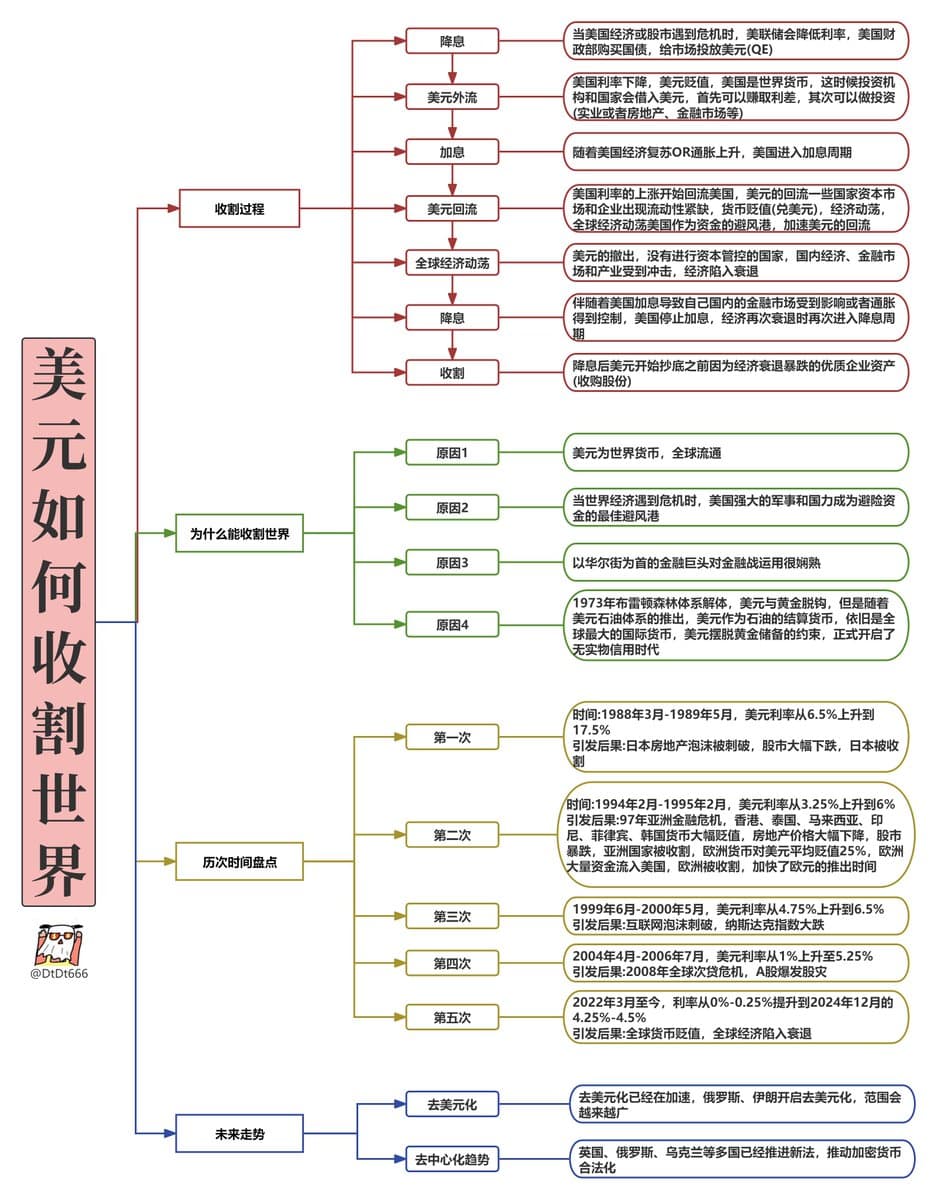 美元如何收割世界
@DtDt666
收割过程
降息
当美国经济或股市遇到危机时，美联储会降低利率，美国财
政部购买国债，给市场投放美元(QE)
美元外流
美国利率下降，美元贬值，美国是世界货币，这时候投资机
构和国家会借入美元，首先可以赚取利差，其次可以做投资
(实业或者房地产、金融市场等)
加息
随着美国经济复苏OR通胀上升，美国进入加息周期
美元回流
美国利率的上涨开始回流美国，美元的回流一些国家资本市
场和企业出现流动性紧缺，货币贬值(兑美元)，经济动荡，
全球经济动荡美国作为资金的避风港，加速美元的回流
全球经济动荡
美元的撤出，没有进行资本管控的国家，国内经济、金融市
场和产业受到冲击，经济陷入衰退
降息
伴随着美国加息导致自己国内的金融市场受到影响或者通胀
得到控制，美国停止加息，经济再次衰退时再次进入降息周
期
收割
降息后美元开始抄底之前因为经济衰退暴跌的优质企业资产
(收购股份)
为什么能收割世界
原因1
美元为世界货币，全球流通
原因2
当世界经济遇到危机时，美国强大的军事和国力成为避险资
金的最佳避风港
原因3
以华尔街为首的金融巨头对金融战运用很娴熟
原因4
1973年布雷顿森林体系解体，美元与黄金脱钩，但是随着
美元石油体系的推出，美元作为石油的结算货币，依旧是全
球最大的国际货币，美元摆脱黄金储备的约束，正式开启了
无实物信用时代
历次时间盘点
第一次
时间:1988年3月-1989年5月，美元利率从6.5%上升到
17.5%
引发后果:日本房地产泡沫被刺破，股市大幅下跌，日本被收
割
第二次
时间:1994年2月-1995年2月，美元利率从3.25%上升到6%
引发后果:97年亚洲金融危机，香港、泰国、马来西亚、印
尼、菲律宾、韩国货币大幅贬值，房地产价格大幅下降，股市
暴跌，亚洲国家被收割，欧洲货币对美元平均贬值25%，欧洲
大量资金流入美国，欧洲被收割，加快了欧元的推出时间
第三次
1999年6月-2000年5月，美元利率从4.75%上升到6.5%
引发后果:互联网泡沫刺破，纳斯达克指数大跌
第四次
2004年4月-2006年7月，美元利率从1%上升至5.25%
引发后果:2008年全球次贷危机，A股爆发股灾
第五次
2022年3月至今，利率从0%-0.25%提升到2024年12月的
4.25%-4.5%
引发后果:全球货币贬值，全球经济陷入衰退
未来走势
去美元化
去美元化已经在加速，俄罗斯、伊朗开启去美元化，范围会
越来越广
去中心化趋势
英国、俄罗斯、乌克兰等多国已经推进新法，推动加密货币
合法化